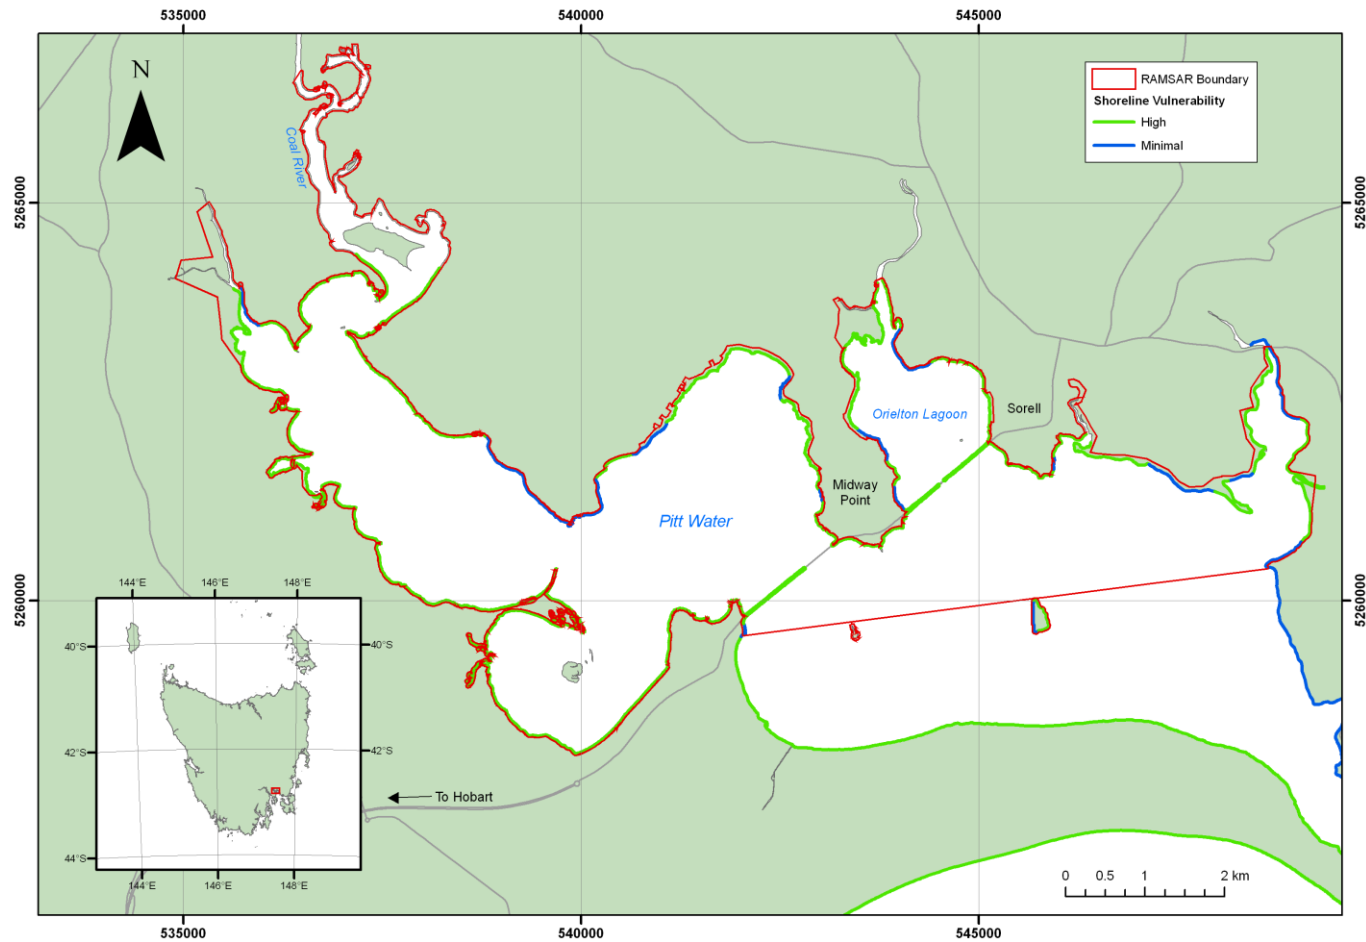 535000
540000
545000
N
RAMSAR Boundary
Shoreline Vulnerability
High
Minimal
Coal River
5265000
5265000
Orielton Lagoon
Sorell
Midway
Point
Pitt Water
5260000
5260000
144°E
146°E
148°E
40°S
40°S
42°S
42°S
44°S
144°E
146°E
148°E
To Hobart
0
0.5
1
2 km
535000
540000
545000